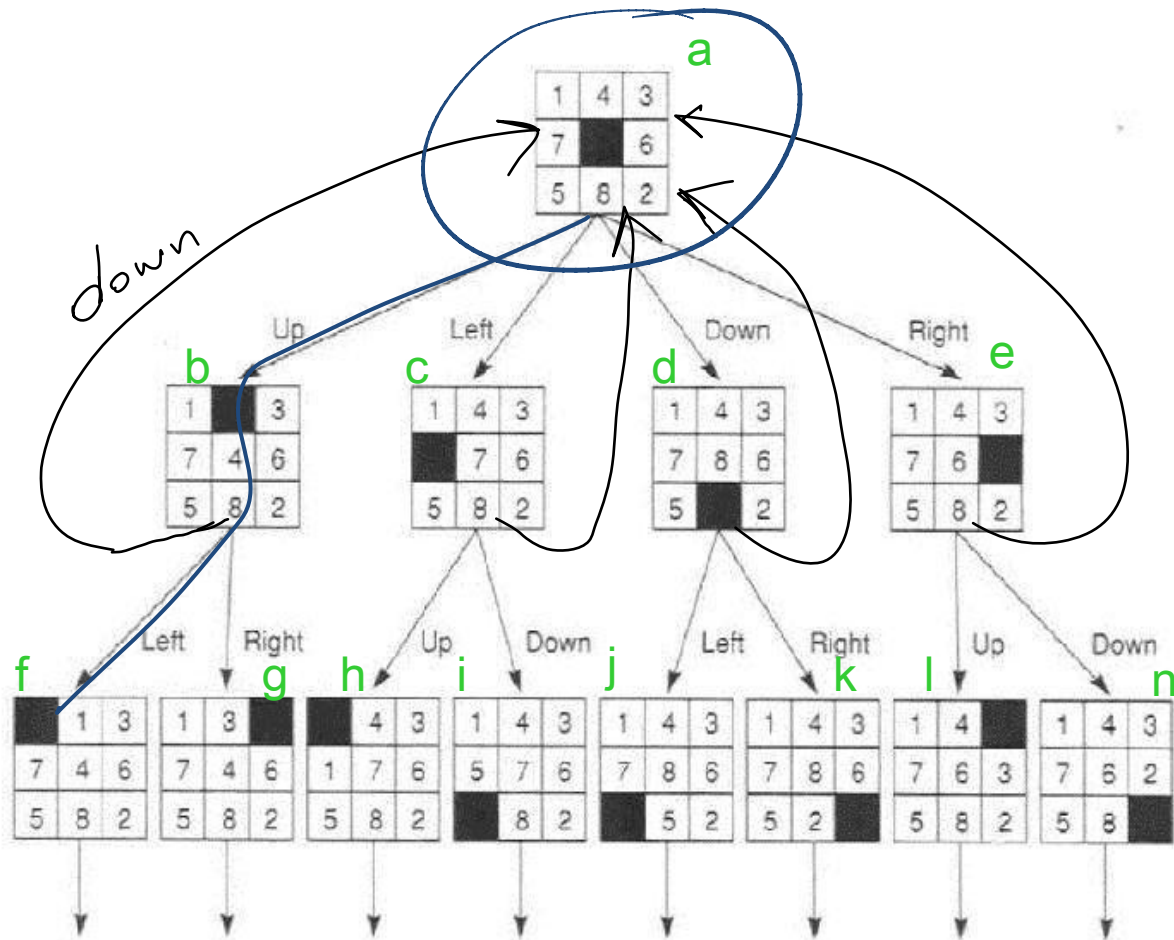 a
1 4 3
7 6
5 8 2
down
Up Left Down Right
b c d e
1 3 1 4 3 1 4 3 1 4 3
7 4 6 7 6 7 8 6 7 6
5 8 2 5 8 2 5 2 5 8 2
Left Right Up Down Left Right Up Down
f g h i j k l n
1 3 1 3 4 3 1 4 3 1 4 3 1 4 3 1 4 1 4 3
7 4 6 7 4 6 1 7 6 5 7 6 7 8 6 7 8 6 7 6 3 7 6 2
5 8 2 5 8 2 5 8 2 8 2 5 2 5 2 5 8 2 5 8